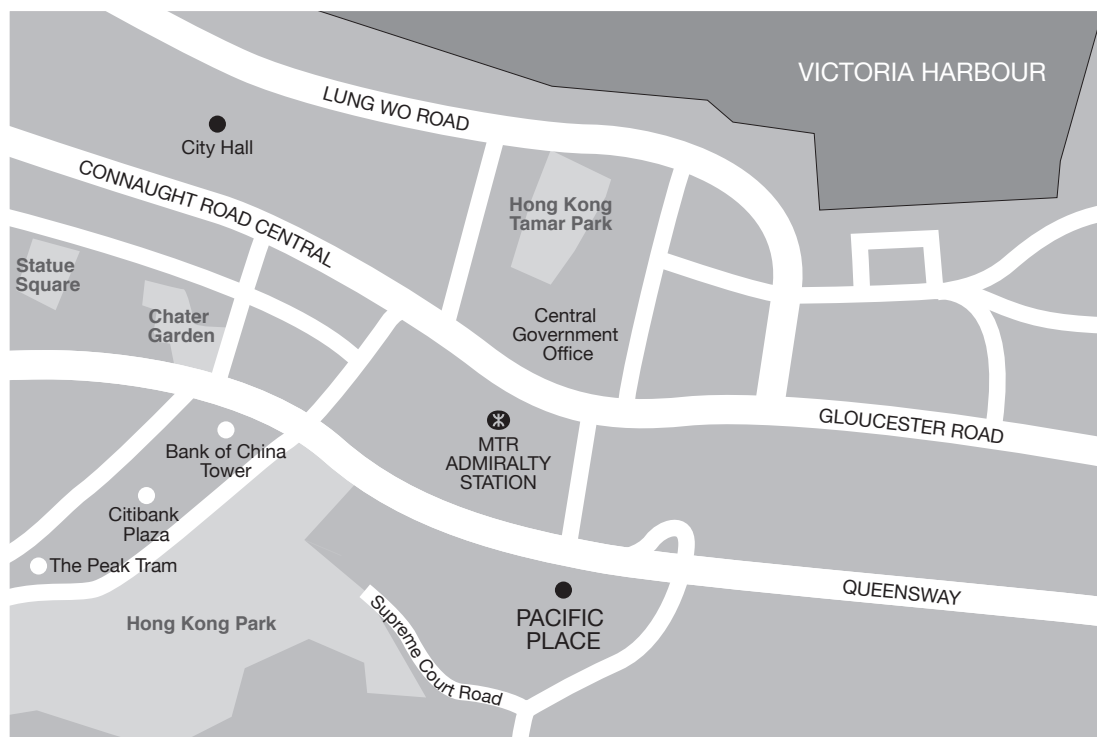 VICTORIA HARBOUR
LUNG WO ROAD
City Hall
CONNAUGHT ROAD CENTRAL
Hong Kong
Tamar Park
Statue
Square
Chater
Garden
Central
Government
Office
GLOUCESTER ROAD
MTR
ADMIRALTY
STATION
Bank of China
Tower
Citibank
Plaza
The Peak Tram
QUEENSWAY
PACIFIC
PLACE
Hong Kong Park
Supreme Court Road